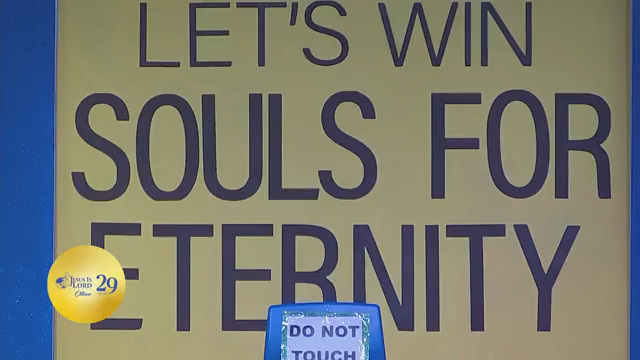 LET'S WIN
SOULS FOR
ETERNITY
JESUS IS
LORD
29
DO NOT
TOUCH